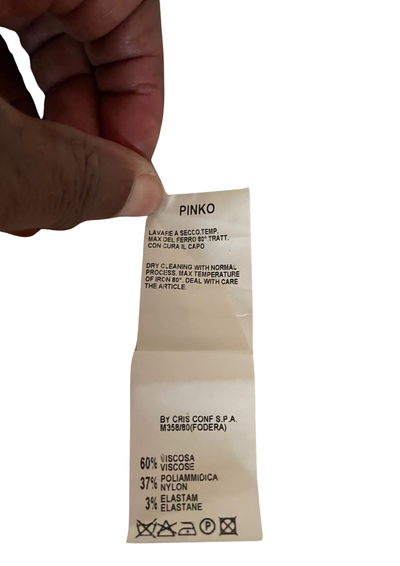 PINKO
LAVARE A SECCO.TEMP.
MAX DEL FERRO 80° TRATT.
CON CURA IL CAPO
DRY CLEANING WITH NORMAL
PROCESS. MAX TEMPERATURE
OF IRON 80°. DEAL WITH CARE
THE ARTICLE.
BY CRIS CONF S.P.A.
M358/80(FODERA)
60% VISCOSA
VISCOSE
37% POLIAMMIDICA
NYLON
3% ELASTAM
ELASTANE
P